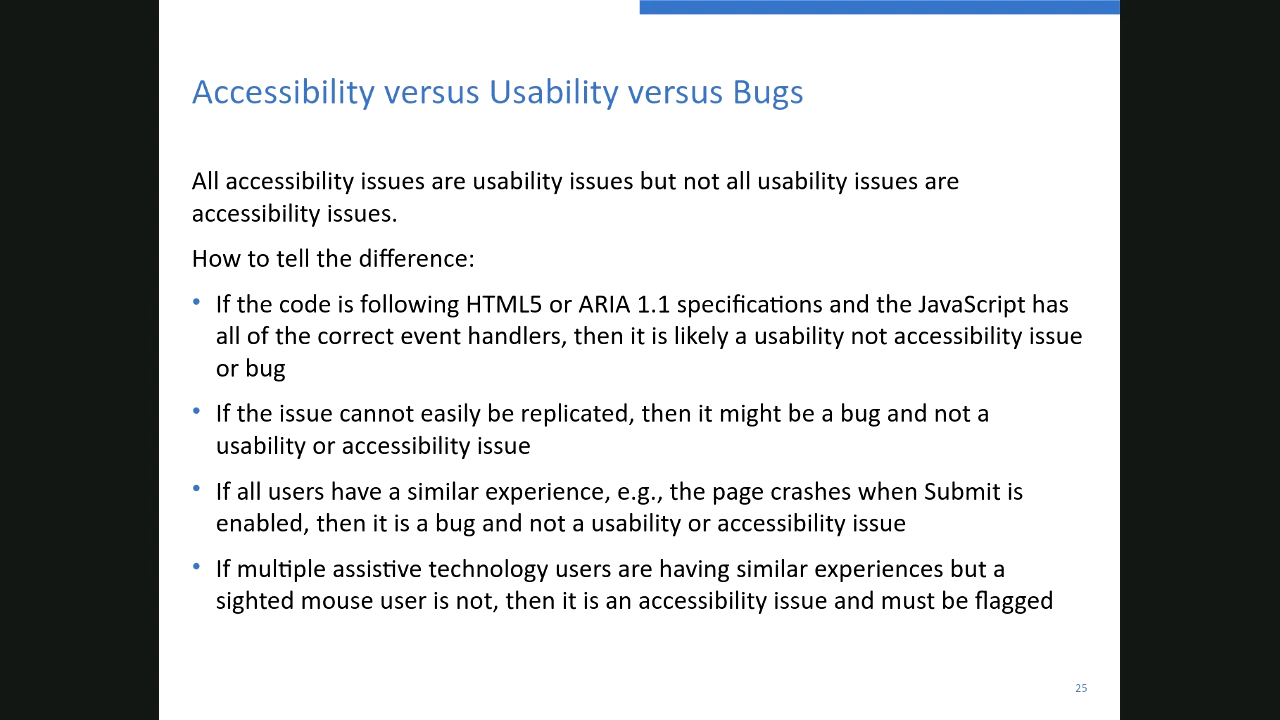 Accessibility versus Usability versus Bugs
All accessibility issues are usability issues but not all usability issues are
accessibility issues.
How to tell the difference:
• If the code is following HTML5 or ARIA 1.1 specifications and the JavaScript has
all of the correct event handlers, then it is likely a usability not accessibility issue
or bug
• If the issue cannot easily be replicated, then it might be a bug and not a
usability or accessibility issue
• If all users have a similar experience, e.g., the page crashes when Submit is
enabled, then it is a bug and not a usability or accessibility issue
• If multiple assistive technology users are having similar experiences but a
sighted mouse user is not, then it is an accessibility issue and must be flagged
25